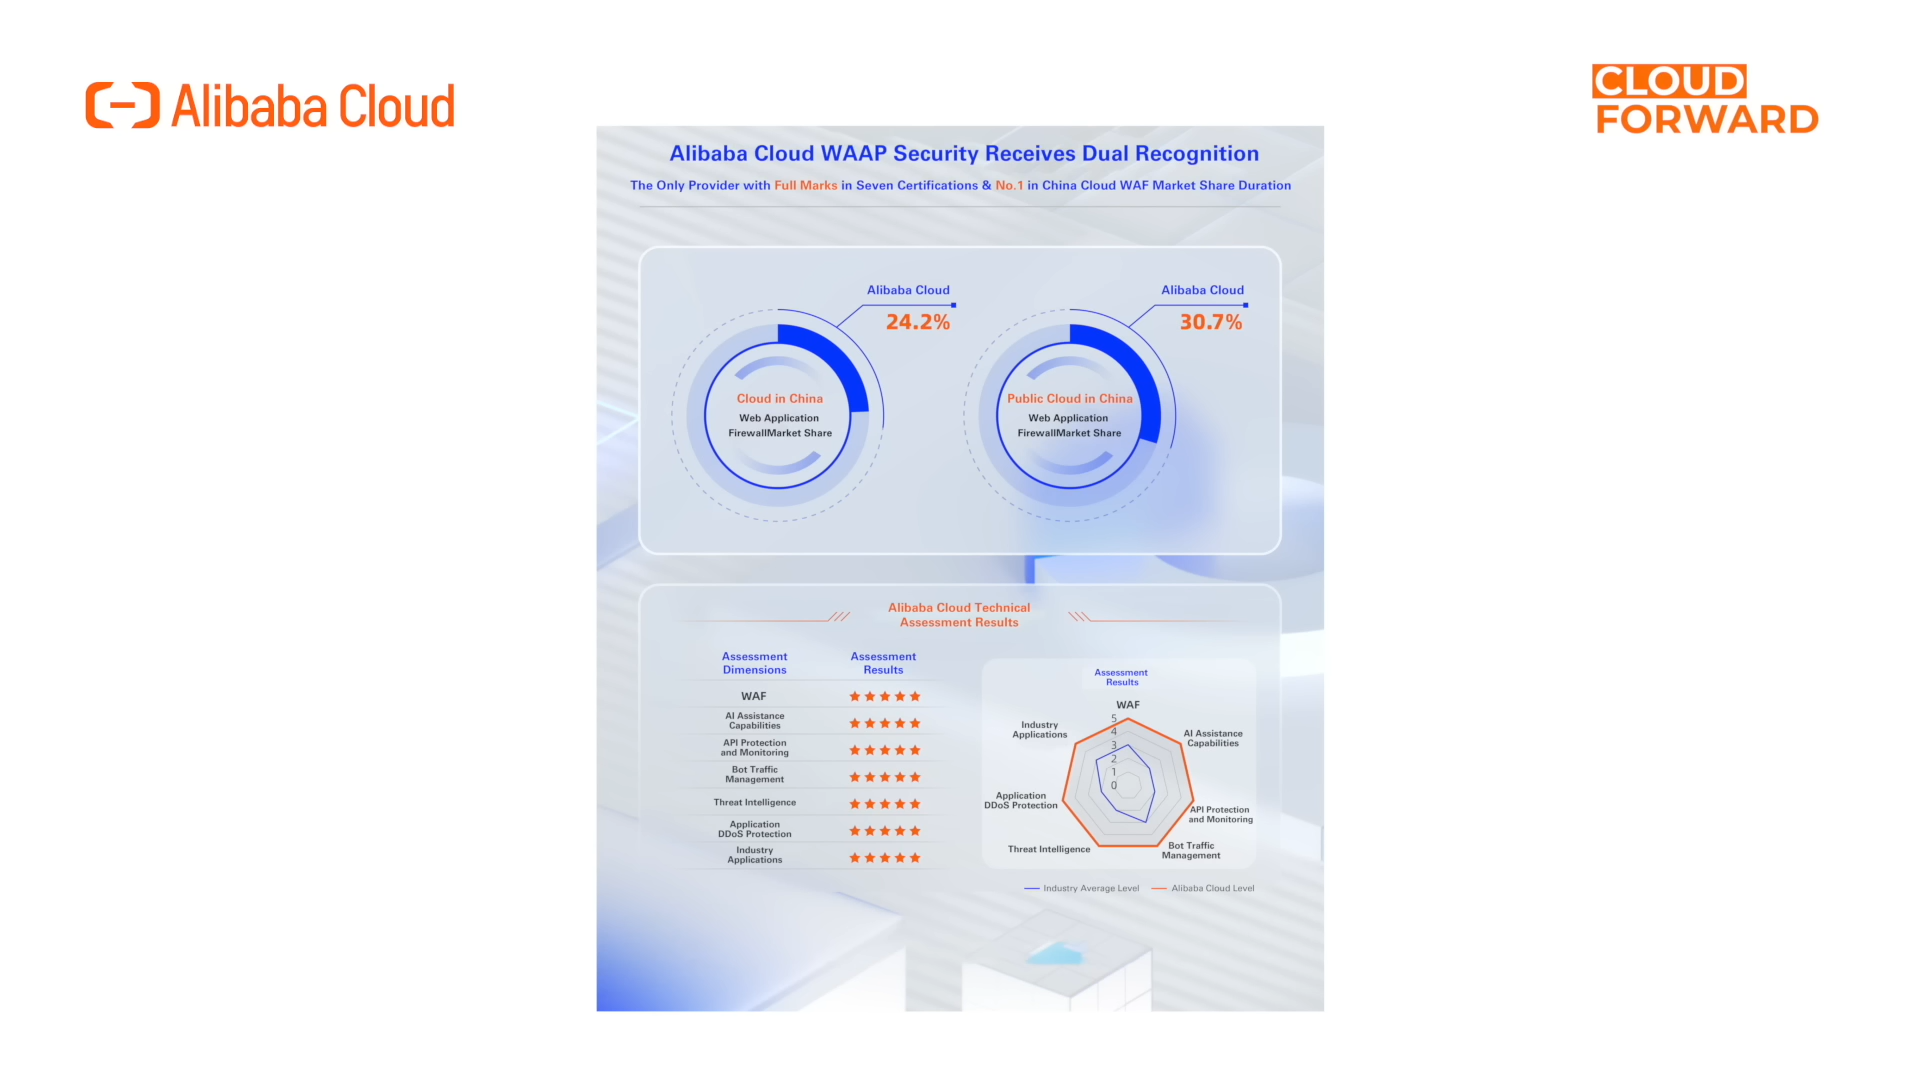 Alibaba Cloud
CLOUD
FORWARD
Alibaba Cloud WAAP Security Receives Dual Recognition
The Only Provider with Full Marks in Seven Certifications & No.1 in China Cloud WAF Market Share Duration
Alibaba Cloud
24.2%
Cloud in China
Web Application
FirewallMarket Share
Alibaba Cloud
30.7%
Public Cloud in China
Web Application
FirewallMarket Share
Alibaba Cloud Technical
Assessment Results
Assessment
Dimensions
Assessment
Results
WAF
AI Assistance
Capabilities
API Protection
and Monitoring
Bot Traffic
Management
Threat Intelligence
Application
DDoS Protection
Industry
Applications
Assessment
Results
WAF
5
4
3
2
1
0
AI Assistance
Capabilities
API Protection
and Monitoring
Bot Traffic
Management
Threat Intelligence
Application
DDoS Protection
Industry
Applications
Industry Average Level
Alibaba Cloud Level